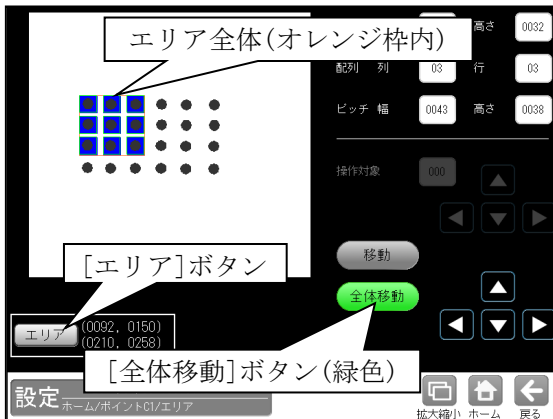 エリア全体(オレンジ枠内)
高さ 0032
配列 列 03 行 03
ピッチ 幅 0043 高さ 0038
操作対象 000
移動
[エリア]ボタン
全体移動
エリア (0092, 0150)
(0210, 0258)
[全体移動]ボタン(緑色)
設定 ホーム/ポイントC1/エリア
拡大縮小 ホーム 戻る